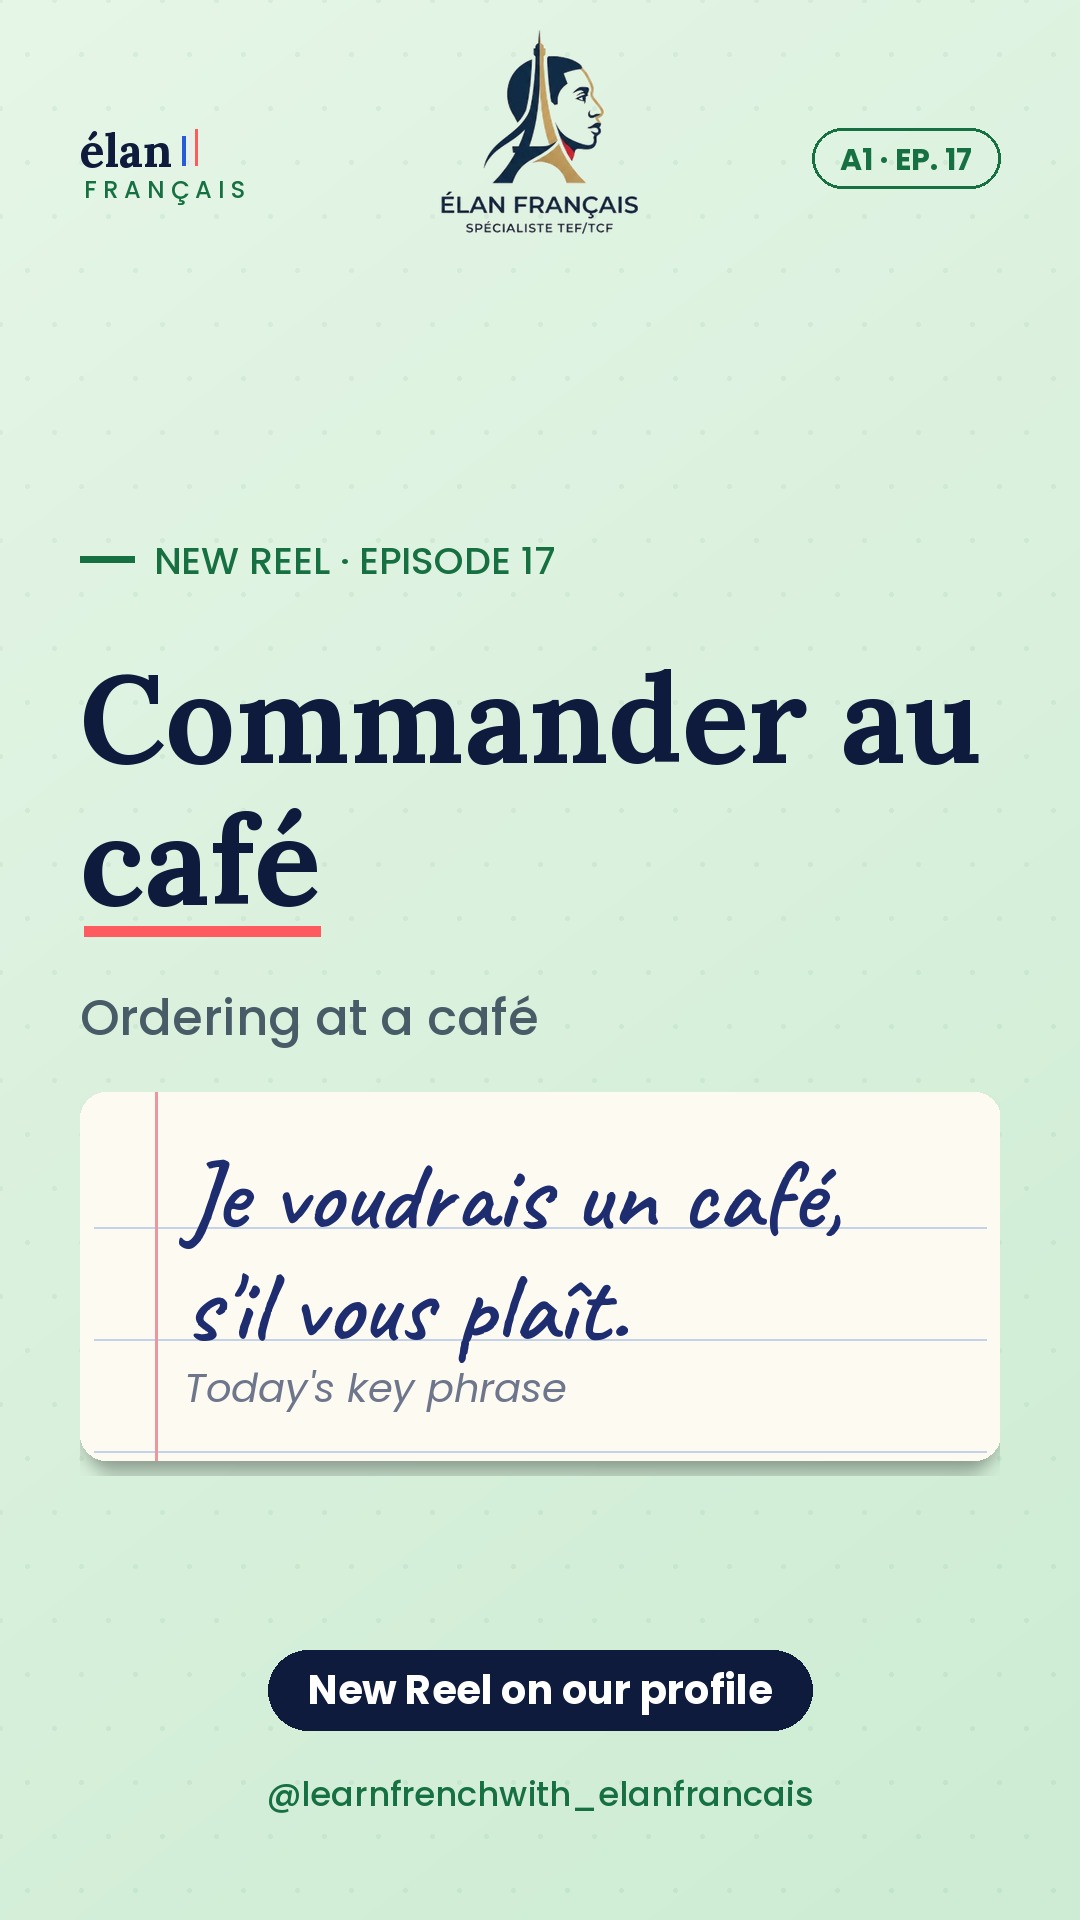 élan
FRANÇAIS
ÉLAN FRANÇAIS
SPÉCIALISTE TEF/TCF
A1 · EP. 17
NEW REEL · EPISODE 17
Commander au
café
Ordering at a café
Je voudrais un café,
s'il vous plaît.
Today's key phrase
New Reel on our profile
@learnfrenchwith_elanfrancais